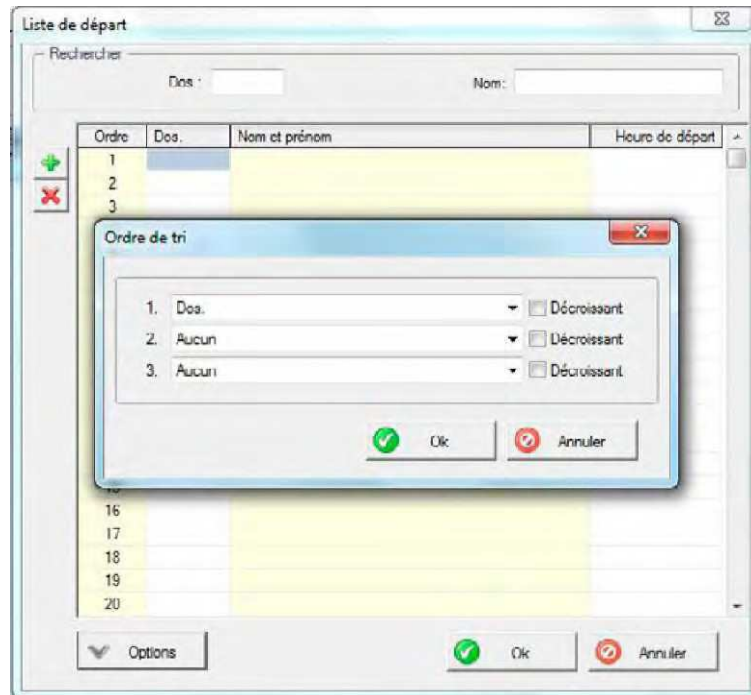 Liste de départ
Rechercher
Dos : Nom:
Ordre Dos. Nom et prénom Heure de départ
1
2
3
Ordre de tri
1. Dos. Décroissant
2. Aucun Décroissant
3. Aucun Décroissant
Ok Annuler
15
16
17
18
19
20
Options Ok Annuler